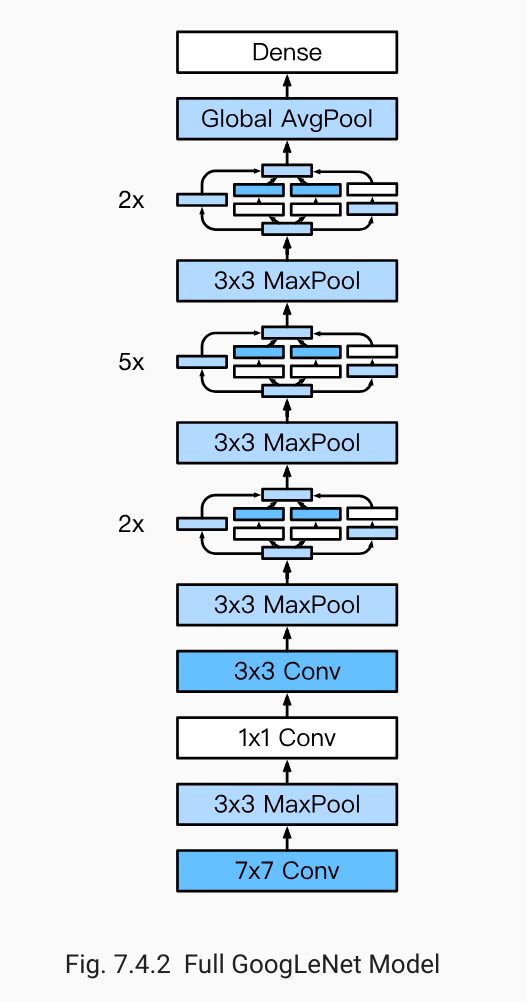 Dense
Global AvgPool
2x
3x3 MaxPool
5x
3x3 MaxPool
2x
3x3 MaxPool
3x3 Conv
1x1 Conv
3x3 MaxPool
7x7 Conv
Fig. 7.4.2 Full GoogLeNet Model